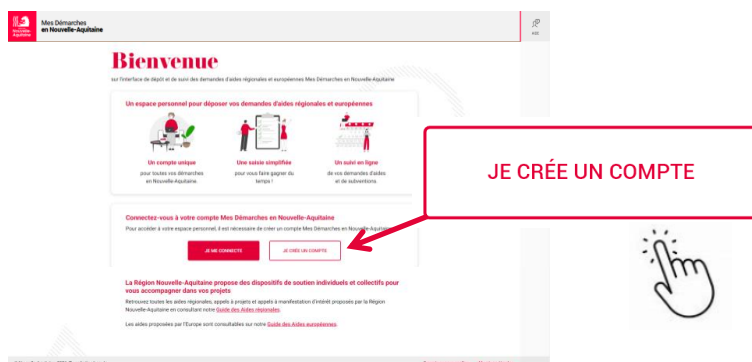 Mes Démarches
en Nouvelle-Aquitaine
Bienvenue
sur l'interface de dépôt et de suivi des demandes d'aides régionales et européennes Mes Démarches en Nouvelle-Aquitaine
Un espace personnel pour déposer vos demandes d'aides régionales et européennes
Un compte unique
pour toutes vos démarches
en Nouvelle-Aquitaine.
Une saisie simplifiée
pour vous faire gagner du
temps !
Un suivi en ligne
de vos demandes d'aides
et de subventions.
JE CRÉE UN COMPTE
Connectez-vous à votre compte Mes Démarches en Nouvelle-Aquitaine
Pour accéder à votre espace personnel, il est nécessaire de créer un compte Mes Démarches en Nouvelle-Aquitaine
JE ME CONNECTE
JE CRÉE UN COMPTE
La Région Nouvelle-Aquitaine propose des dispositifs de soutien individuels et collectifs pour
vous accompagner dans vos projets
Retrouvez toutes les aides régionales, appels à projets et appels à manifestation d'intérêt proposés par la Région
Nouvelle-Aquitaine en consultant notre Guide des Aides régionales.
Les aides proposées par l'Europe sont consultables sur notre Guide des Aides européennes.